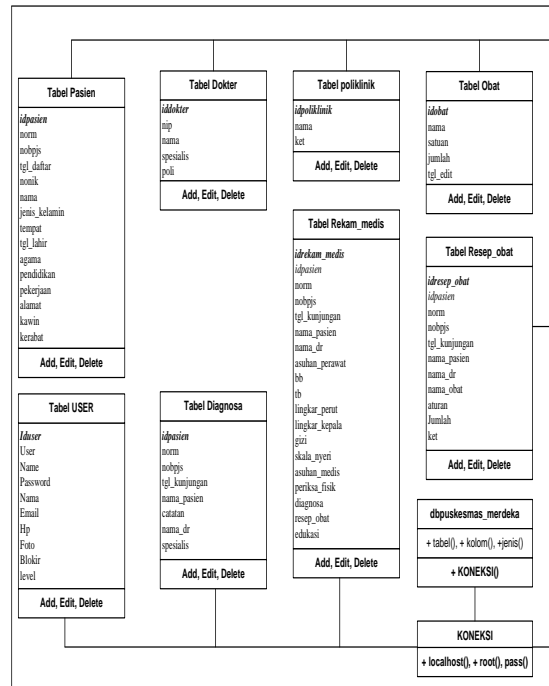 Tabel Pasien
idpasien
norm
nobpjs
tgl_daftar
nonik
nama
jenis_kelamin
tempat
tgl_lahir
agama
pendidikan
pekerjaan
alamat
kawin
kerabat
Add, Edit, Delete
Tabel Dokter
iddokter
nip
nama
spesialis
poli
Add, Edit, Delete
Tabel poliklinik
idpoliklinik
nama
ket
Add, Edit, Delete
Tabel Obat
idobat
nama
satuan
jumlah
tgl_edit
Add, Edit, Delete
Tabel Rekam_medis
idrekam_medis
idpasien
norm
nobpjs
tgl_kunjungan
nama_pasien
nama_dr
asuhan_perawat
bb
tb
lingkar_perut
lingkar_kepala
gizi
skala_nyeri
asuhan_medis
periksa_fisik
diagnosa
resep_obat
edukasi
Add, Edit, Delete
Tabel Resep_obat
idresep_obat
idpasien
norm
nobpjs
tgl_kunjungan
nama_pasien
nama_dr
nama_obat
aturan
Jumlah
ket
Add, Edit, Delete
Tabel USER
Iduser
User
Name
Password
Nama
Email
Hp
Foto
Blokir
level
Add, Edit, Delete
Tabel Diagnosa
idpasien
norm
nobpjs
tgl_kunjungan
nama_pasien
catatan
nama_dr
spesialis
Add, Edit, Delete
dbpuskesmas_merdeka
+ tabel(), + kolom(), +jenis()
+ KONEKSI()
KONEKSI
+ localhost(), + root(), pass()